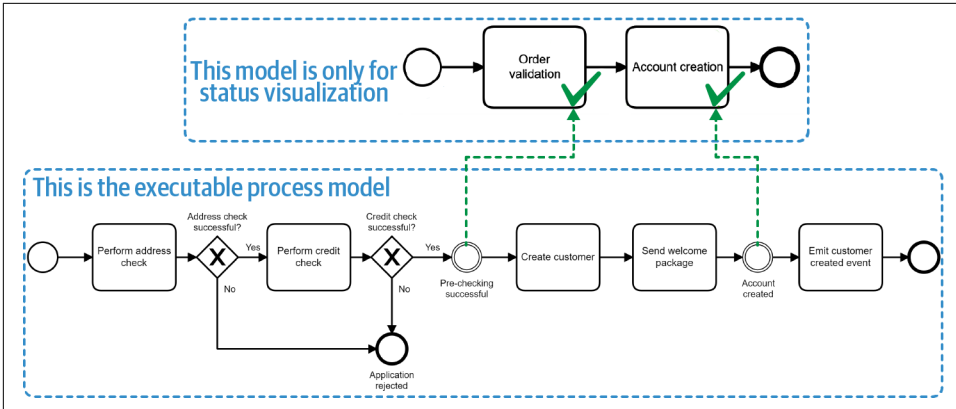 This model is only for
status visualization
Order
validation
Account creation
This is the executable process model
Perform address
check
Address check
successful?
Yes
No
Perform credit
check
Credit check
successful?
Yes
No
Application
rejected
Pre-checking
successful
Create customer
Send welcome
package
Account
created
Emit customer
created event